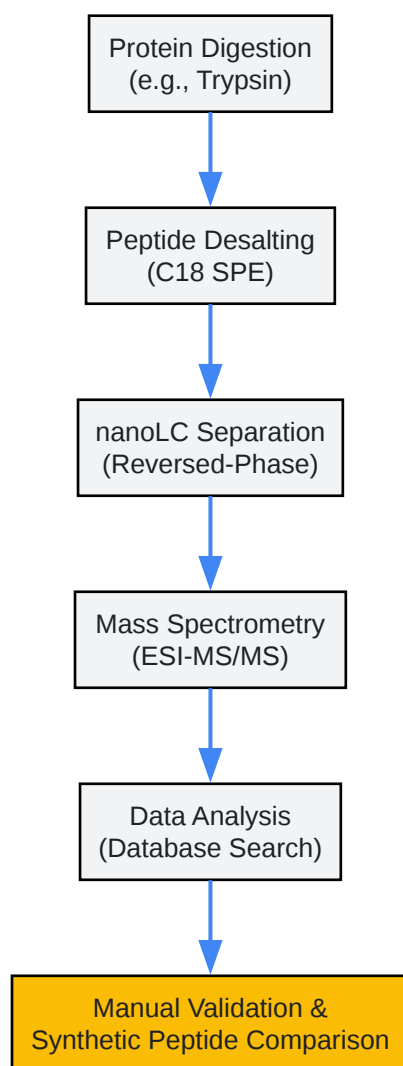 Protein Digestion
(e.g., Trypsin)
Peptide Desalting
(C18 SPE)
nanoLC Separation
(Reversed-Phase)
Mass Spectrometry
(ESI-MS/MS)
Data Analysis
(Database Search)
Manual Validation &
Synthetic Peptide Comparison